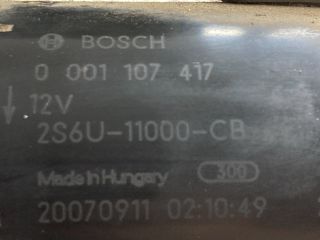 BOSCH
0 001 107 417
12V
2S6U-11000-CB
Made in Hungary 300
20070911 02:10:49